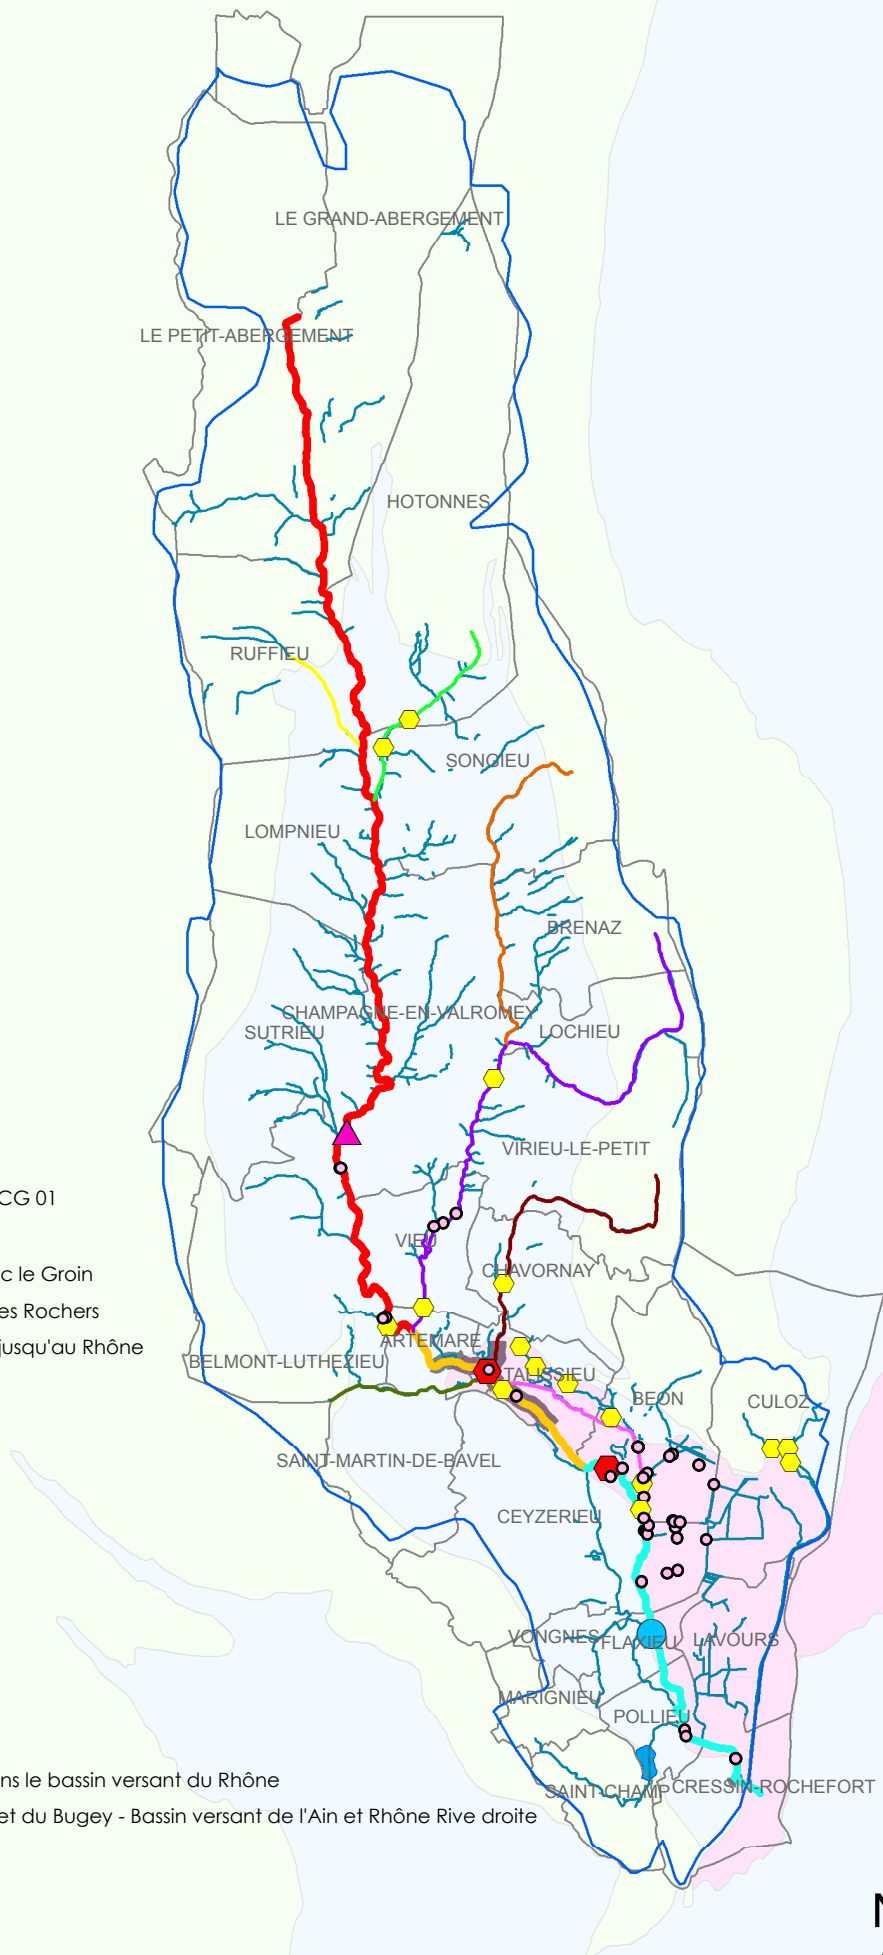 LE GRAND-ABERGEMENT
LE PETIT-ABERGEMENT
HOTONNES
RUFFIEU
SONGIEU
LOMPNIEU
BRENAZ
CHAMPAGNE-EN-VALROMEY
SUTRIEU
LOCHIEU
VIRIEU-LE-PETIT
CG 01
VIEU
c le Groin
CHAVORNAY
es Rochers
ARTEMARE
jusqu'au Rhône
BELMONT-LUTHEZIEU
TALISSIEU
BEON
CULOZ
SAINT-MARTIN-DE-BAVEL
CEYZERIEU
VONGNES
FLAXIEU
LAVOURS
MARIGNIEU
POLLIEU
ns le bassin versant du Rhône
SAINT-CHAMP
CRESSIN-ROCHEFORT
et du Bugey - Bassin versant de l'Ain et Rhône Rive droite